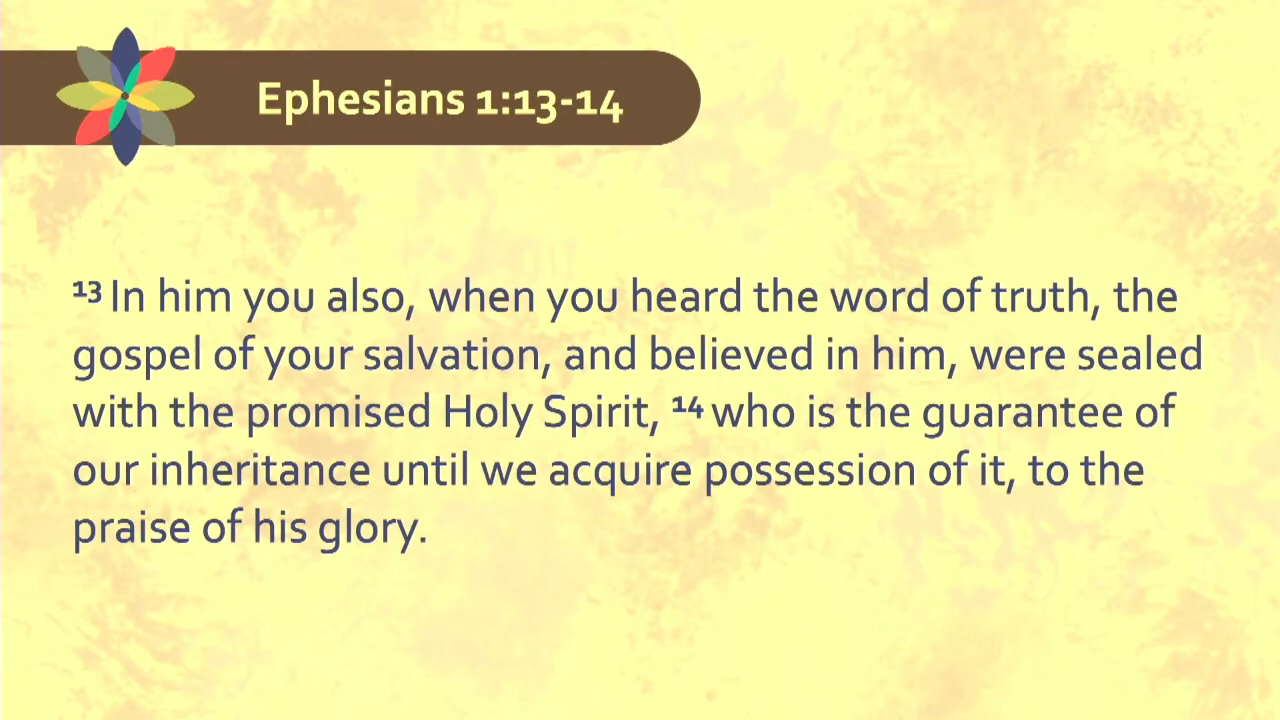 Ephesians 1:13-14
¹³ In him you also, when you heard the word of truth, the
gospel of your salvation, and believed in him, were sealed
with the promised Holy Spirit, ¹⁴ who is the guarantee of
our inheritance until we acquire possession of it, to the
praise of his glory.